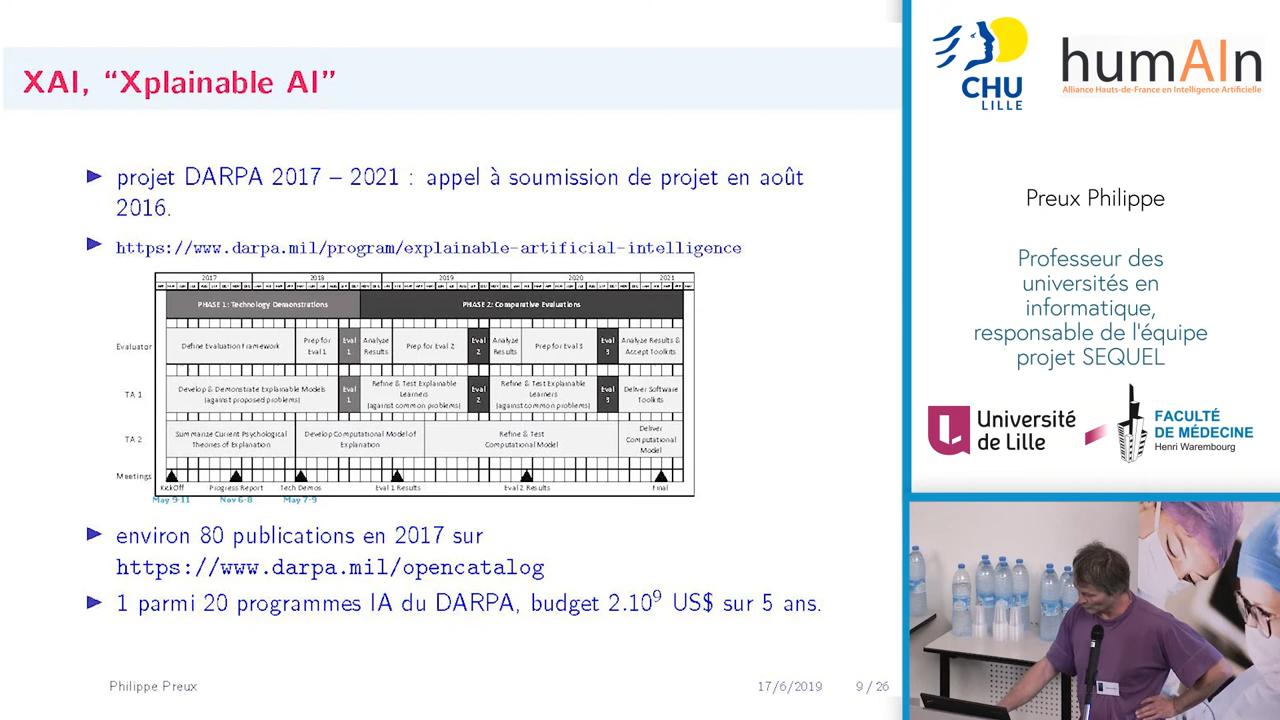 XAI, “Xplainable AI”
projet DARPA 2017 – 2021 : appel à soumission de projet en août
2016.
https://www.darpa.mil/program/explainable-artificial-intelligence
2017 2018 2019 2020 2021
PHASE 1: Technology Demonstrations PHASE 2: Comparative Evaluations
Evaluator
Define Evaluation Framework
Prep for
Eval 1
Eval
1
Analyze
Results
Prep for Eval 2
Eval
2
Analyze
Results
Prep for Eval 3
Eval
3
Analyze Results &
Accept Toolkits
TA 1
Develop & Demonstrate Explainable Models
(against proposed problems)
Eval
1
Refine & Test Explainable
Learners
(against common problems)
Eval
2
Refine & Test Explainable
Learners
(against common problems)
Eval
3
Deliver Software
Toolkits
TA 2
Summarize Current Psychological
Theories of Explanation
Develop Computational Model of
Explanation
Refine & Test
Computational Model
Deliver
Computational
Model
Meetings
KickOff Progress Report Tech Demos Eval 1 Results Eval 2 Results Final
May 9-11 Nov 6-8 May 7-9
environ 80 publications en 2017 sur
https://www.darpa.mil/opencatalog
1 parmi 20 programmes IA du DARPA, budget 2.10⁹ US$ sur 5 ans.
Philippe Preux 17/6/2019 9 / 26
CHU
LILLE
humAIn
Alliance Hauts-de-France en Intelligence Artificielle
Preux Philippe
Professeur des
universités en
informatique,
responsable de l'équipe
projet SEQUEL
Université
de Lille
FACULTÉ
DE MÉDECINE
Henri Warembourg